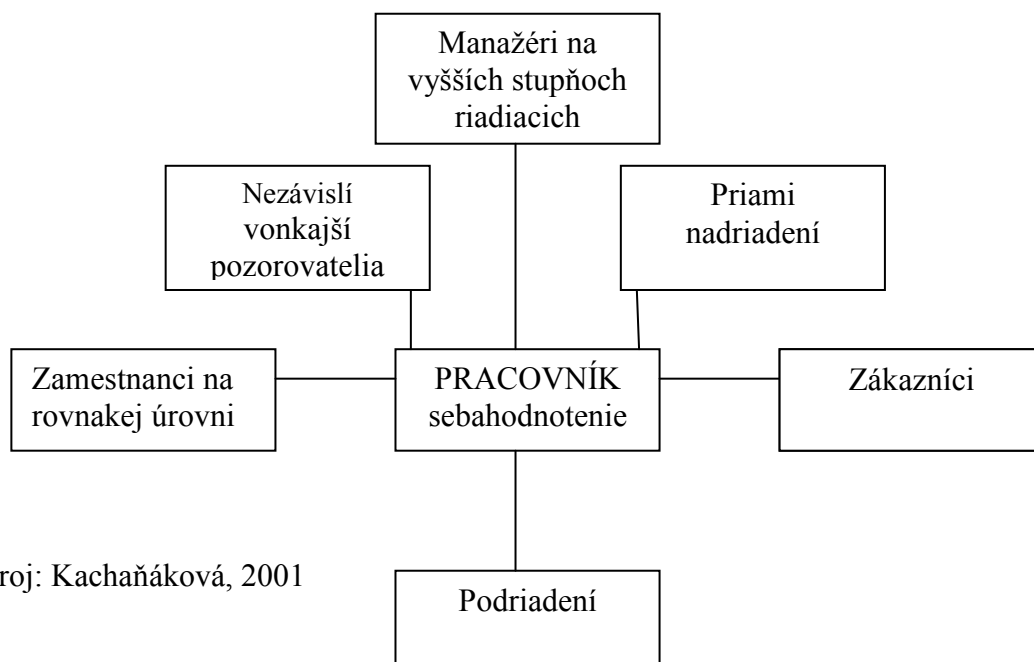 Manažéri na
vyšších stupňoch
riadiacich
Nezávislí
vonkajší
pozorovatelia
Priami
nadriadení
Zamestnanci na
rovnakej úrovni
PRACOVNÍK
sebahodnotenie
Zákazníci
roj: Kachaňáková, 2001
Podriadení